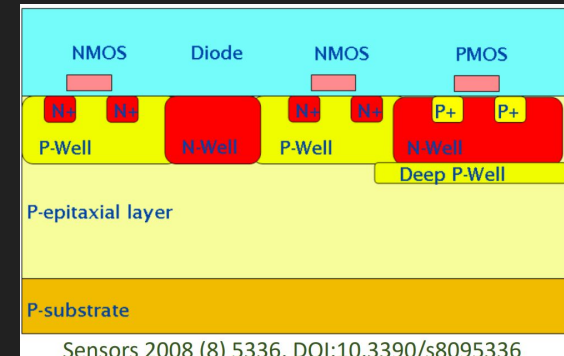 NMOS Diode NMOS PMOS
N+ N+ N+ N+ P+ P+
P-Well N-Well P-Well N-Well
Deep P-Well
P-epitaxial layer
P-substrate
Sensors 2008 (8) 5336, DOI:10.3390/s8095336